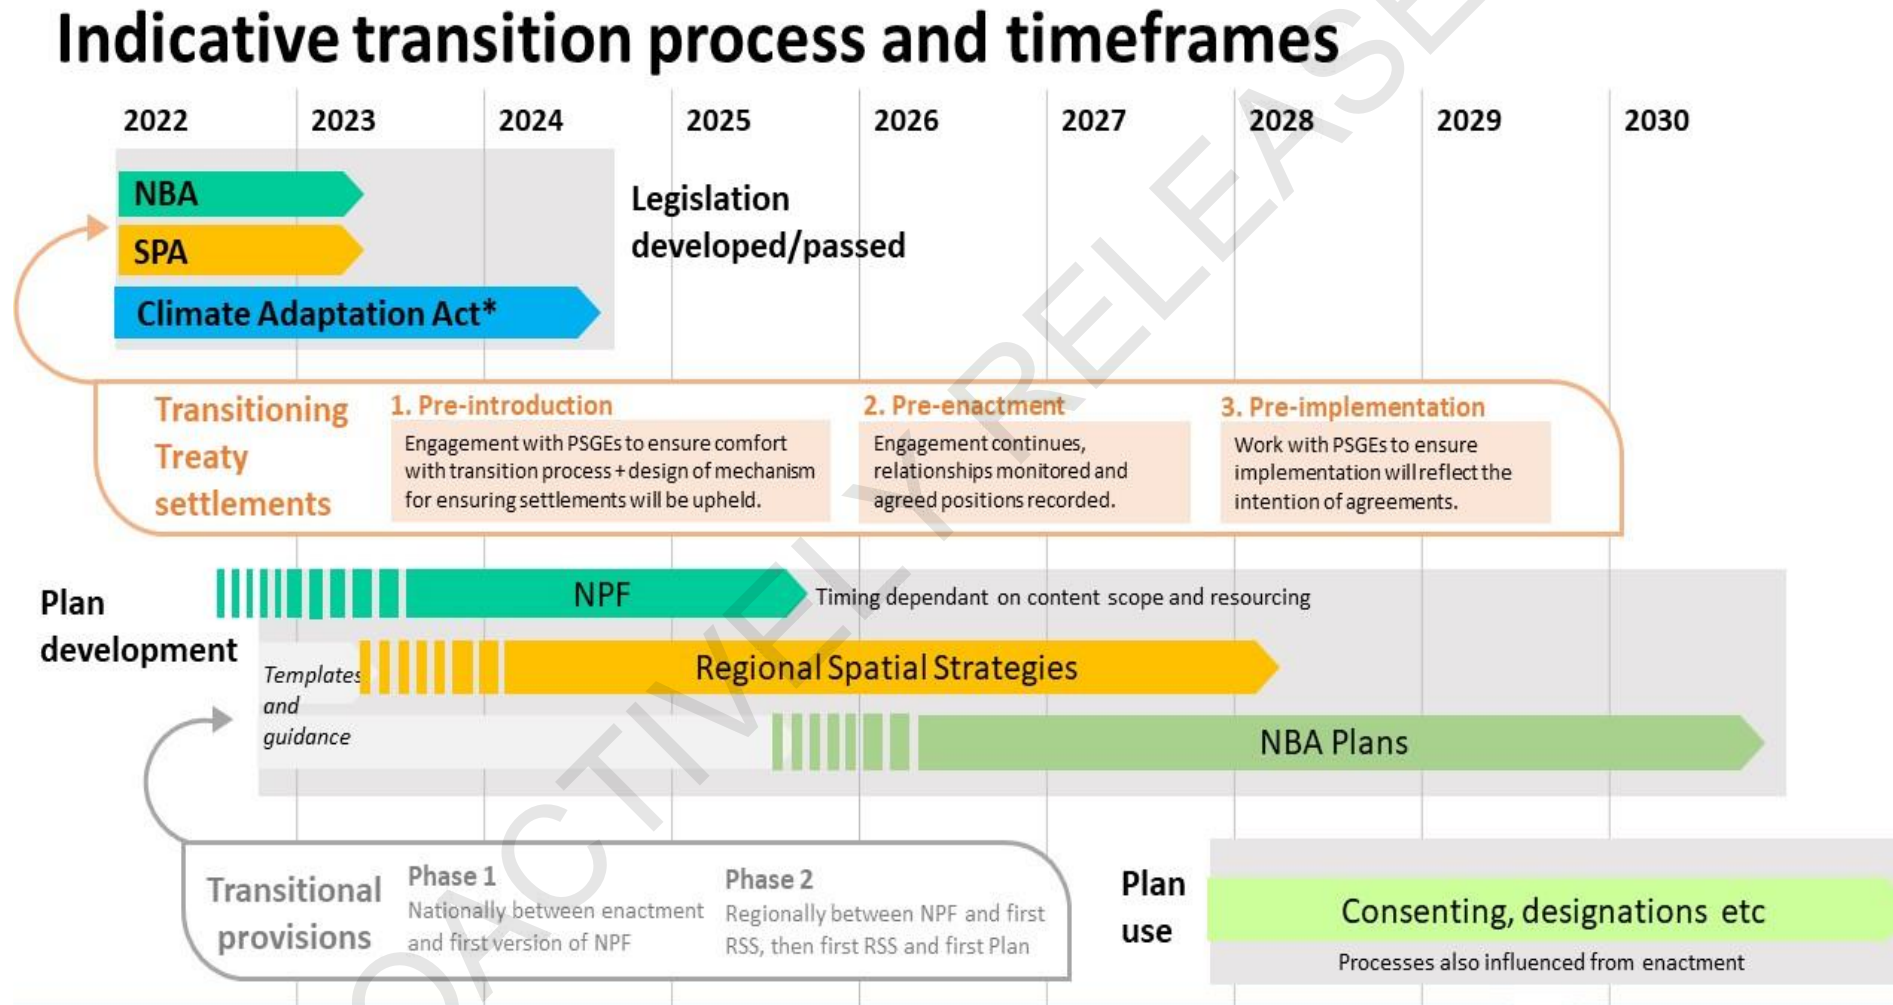 Indicative transition process and timeframes
2022 2023 2024 2025 2026 2027 2028 2029 2030
NBA
SPA
Climate Adaptation Act*
Legislation
developed/passed
Transitioning
Treaty
settlements
1. Pre-introduction
Engagement with PSGEs to ensure comfort
with transition process + design of mechanism
for ensuring settlements will be upheld.
2. Pre-enactment
Engagement continues,
relationships monitored and
agreed positions recorded.
3. Pre-implementation
Work with PSGEs to ensure
implementation will reflect the
intention of agreements.
Plan
development
NPF
Timing dependant on content scope and resourcing
Templates
and
guidance
Regional Spatial Strategies
NBA Plans
Transitional
provisions
Phase 1
Nationally between enactment
and first version of NPF
Phase 2
Regionally between NPF and first
RSS, then first RSS and first Plan
Plan
use
Consenting, designations etc
Processes also influenced from enactment
OACTIVELY RELEASE